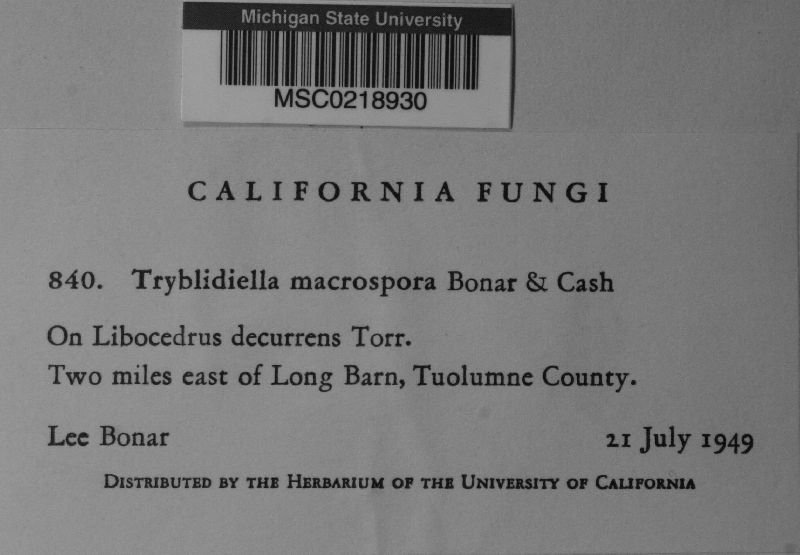 Michigan State University
MSC0218930
CALIFORNIA FUNGI
840. Tryblidiella macrospora Bonar & Cash
On Libocedrus decurrens Torr.
Two miles east of Long Barn, Tuolumne County.
Lee Bonar 21 July 1949
DISTRIBUTED BY THE HERBARIUM OF THE UNIVERSITY OF CALIFORNIA